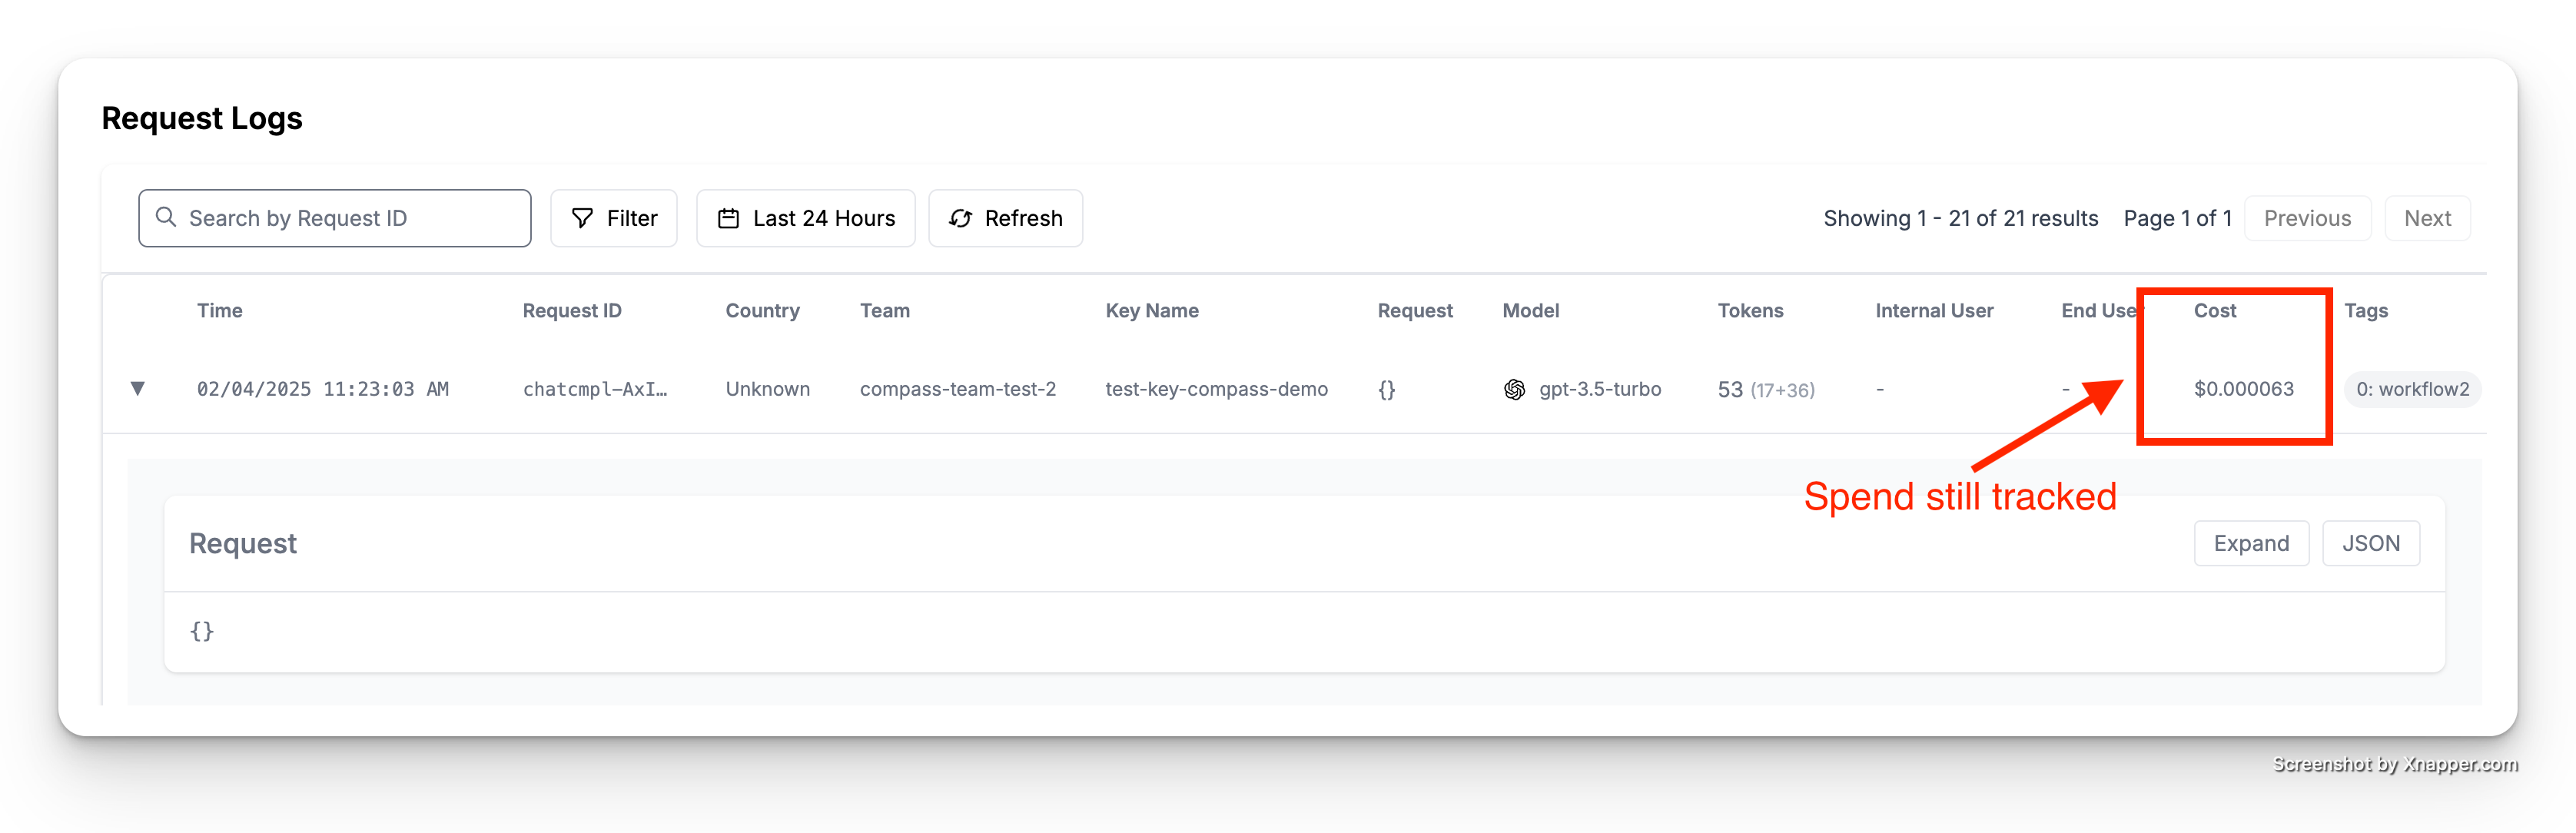 Request Logs
Search by Request ID Filter Last 24 Hours Refresh Showing 1 - 21 of 21 results Page 1 of 1 Previous Next
Time Request ID Country Team Key Name Request Model Tokens Internal User End User Cost Tags
02/04/2025 11:23:03 AM chatcmpl-AxI… Unknown compass-team-test-2 test-key-compass-demo {} gpt-3.5-turbo 53 (17+36) - - $0.000063 0: workflow2
Spend still tracked
Request Expand JSON
{}
Screenshot by Xnapper.com